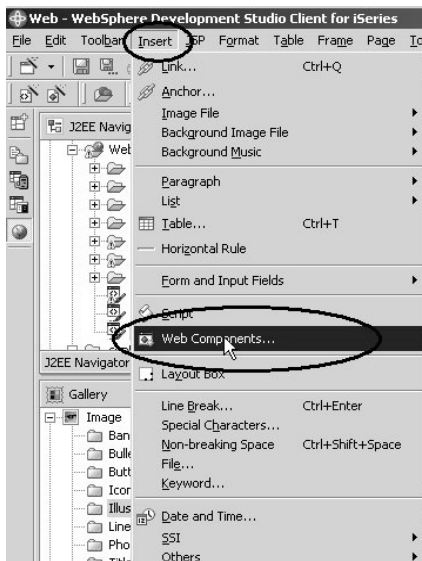 Web - WebSphere Development Studio Client for iSeries
File Edit Toolbar Insert JSP Format Table Frame Page
Link... Ctrl+Q
Anchor...
Image File
Background Image File
Background Music
Paragraph
List
Table... Ctrl+T
Horizontal Rule
Form and Input Fields
Script
Web Components...
Layout Box
Line Break... Ctrl+Enter
Special Characters...
Non-breaking Space Ctrl+Shift+Space
File...
Keyword...
Date and Time...
SSI
Others
J2EE Navig
Web
J2EE Navigator
Gallery
Image
Ban
Bulle
Butt
Icor
Illus
Line
Pho